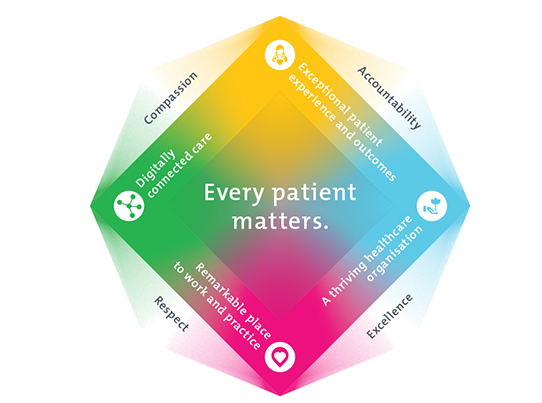 Compassion
Accountability
Exceptional patient
experience and outcomes
Digitally
connected care
Every patient
matters.
A thriving healthcare
organisation
Remarkable place
to work and practice
Respect
Excellence